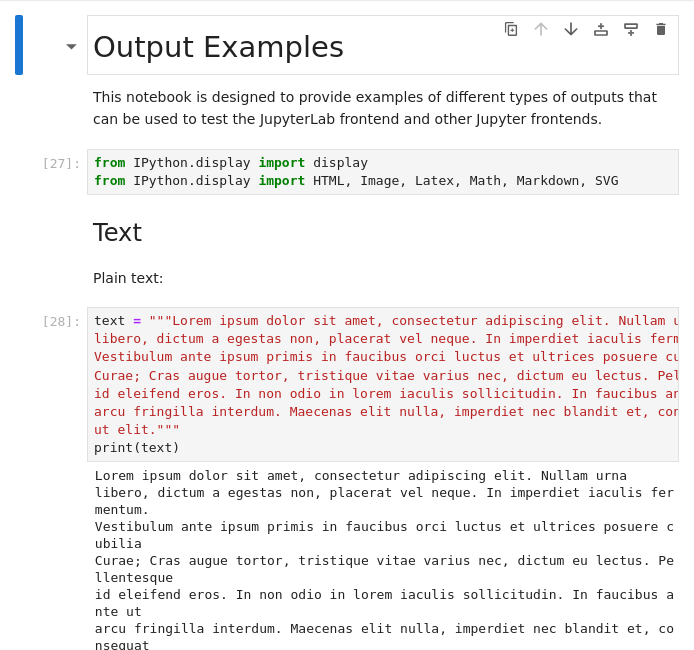 Output Examples
This notebook is designed to provide examples of different types of outputs that
can be used to test the JupyterLab frontend and other Jupyter frontends.
[27]:
from IPython.display import display
from IPython.display import HTML, Image, Latex, Math, Markdown, SVG
Text
Plain text:
[28]:
text = """Lorem ipsum dolor sit amet, consectetur adipiscing elit. Nullam u
libero, dictum a egestas non, placerat vel neque. In imperdiet iaculis ferm
Vestibulum ante ipsum primis in faucibus orci luctus et ultrices posuere cu
Curae; Cras augue tortor, tristique vitae varius nec, dictum eu lectus. Pel
id eleifend eros. In non odio in lorem iaculis sollicitudin. In faucibus an
arcu fringilla interdum. Maecenas elit nulla, imperdiet nec blandit et, con
ut elit."""
print(text)
Lorem ipsum dolor sit amet, consectetur adipiscing elit. Nullam urna
libero, dictum a egestas non, placerat vel neque. In imperdiet iaculis fer
mentum.
Vestibulum ante ipsum primis in faucibus orci luctus et ultrices posuere c
ubilia
Curae; Cras augue tortor, tristique vitae varius nec, dictum eu lectus. Pe
llentesque
id eleifend eros. In non odio in lorem iaculis sollicitudin. In faucibus a
nte ut
arcu fringilla interdum. Maecenas elit nulla, imperdiet nec blandit et, co
nsequat